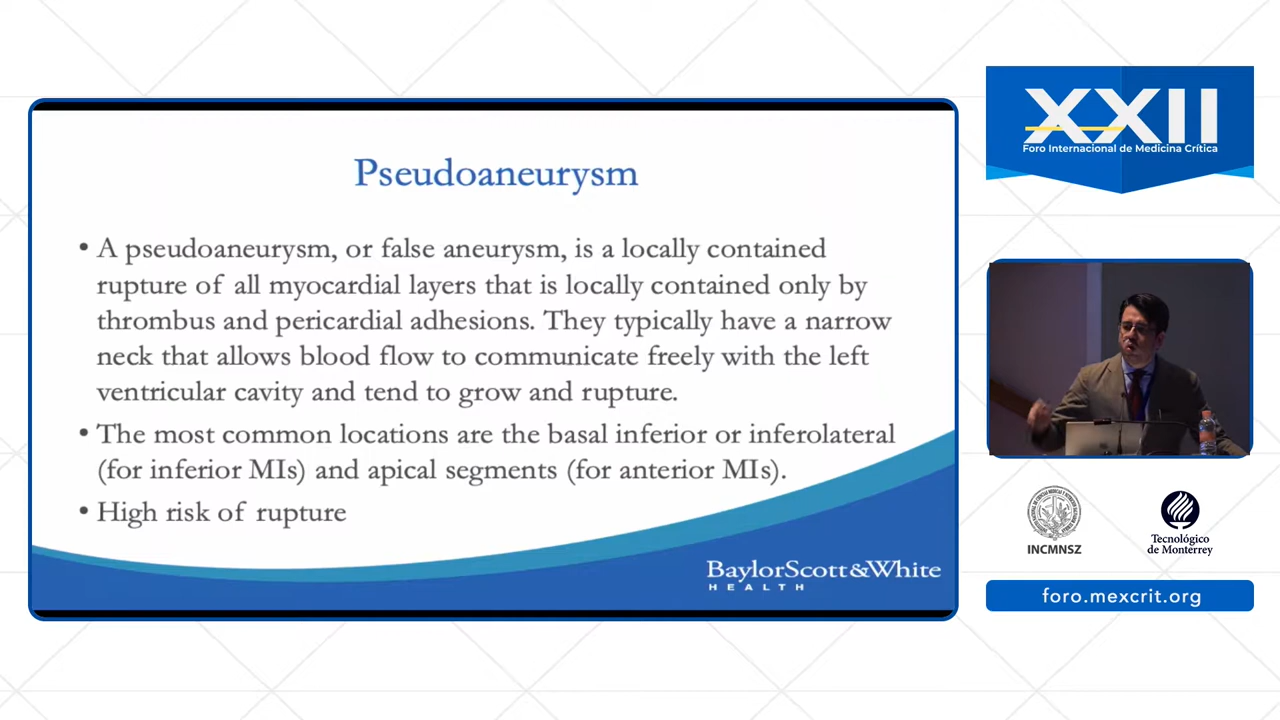 Pseudoaneurysm
• A pseudoaneurysm, or false aneurysm, is a locally contained
rupture of all myocardial layers that is locally contained only by
thrombus and pericardial adhesions. They typically have a narrow
neck that allows blood flow to communicate freely with the left
ventricular cavity and tend to grow and rupture.
• The most common locations are the basal inferior or inferolateral
(for inferior MIs) and apical segments (for anterior MIs).
• High risk of rupture
BaylorScott&White
HEALTH
XXII
Foro Internacional de Medicina Crítica
INCMNSZ
Tecnológico
de Monterrey
foro.mexcrit.org